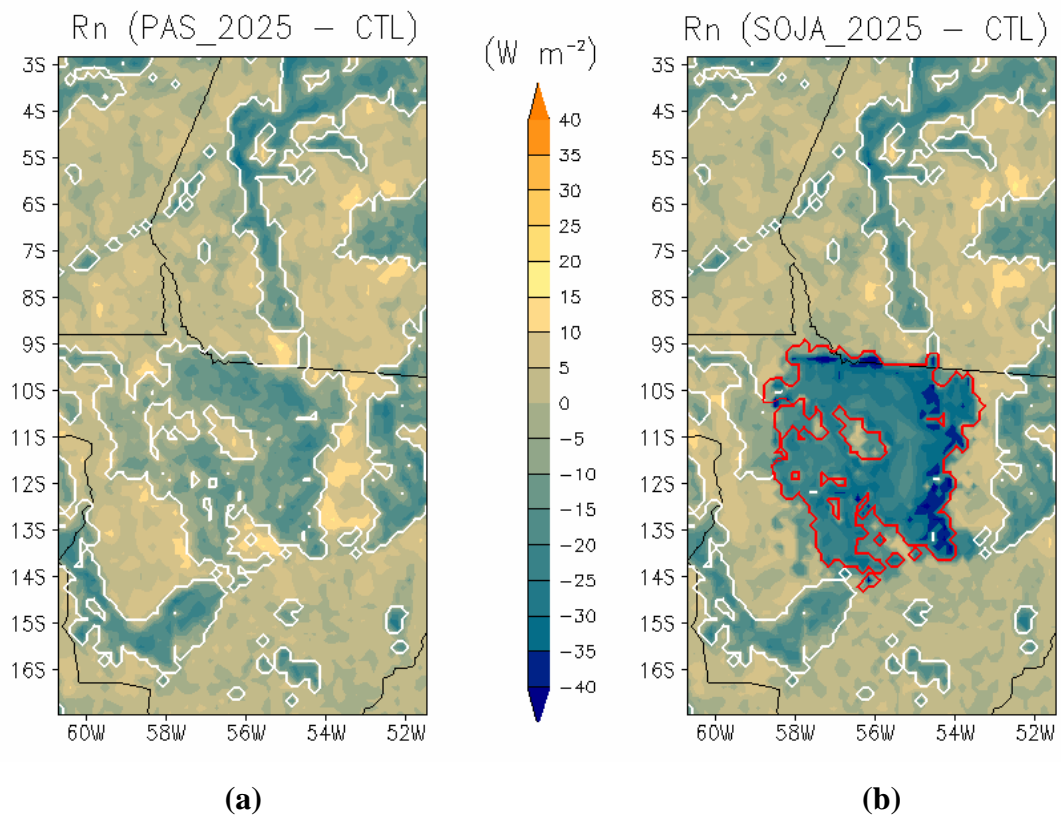 Rn (PAS_2025 − CTL)
(W m⁻²)
Rn (SOJA_2025 − CTL)
3S
4S
5S
6S
7S
8S
9S
10S
11S
12S
13S
14S
15S
16S
60W 58W 56W 54W 52W
40
35
30
25
20
15
10
5
0
−5
−10
−15
−20
−25
−30
−35
−40
3S
4S
5S
6S
7S
8S
9S
10S
11S
12S
13S
14S
15S
16S
60W 58W 56W 54W 52W
(a) (b)